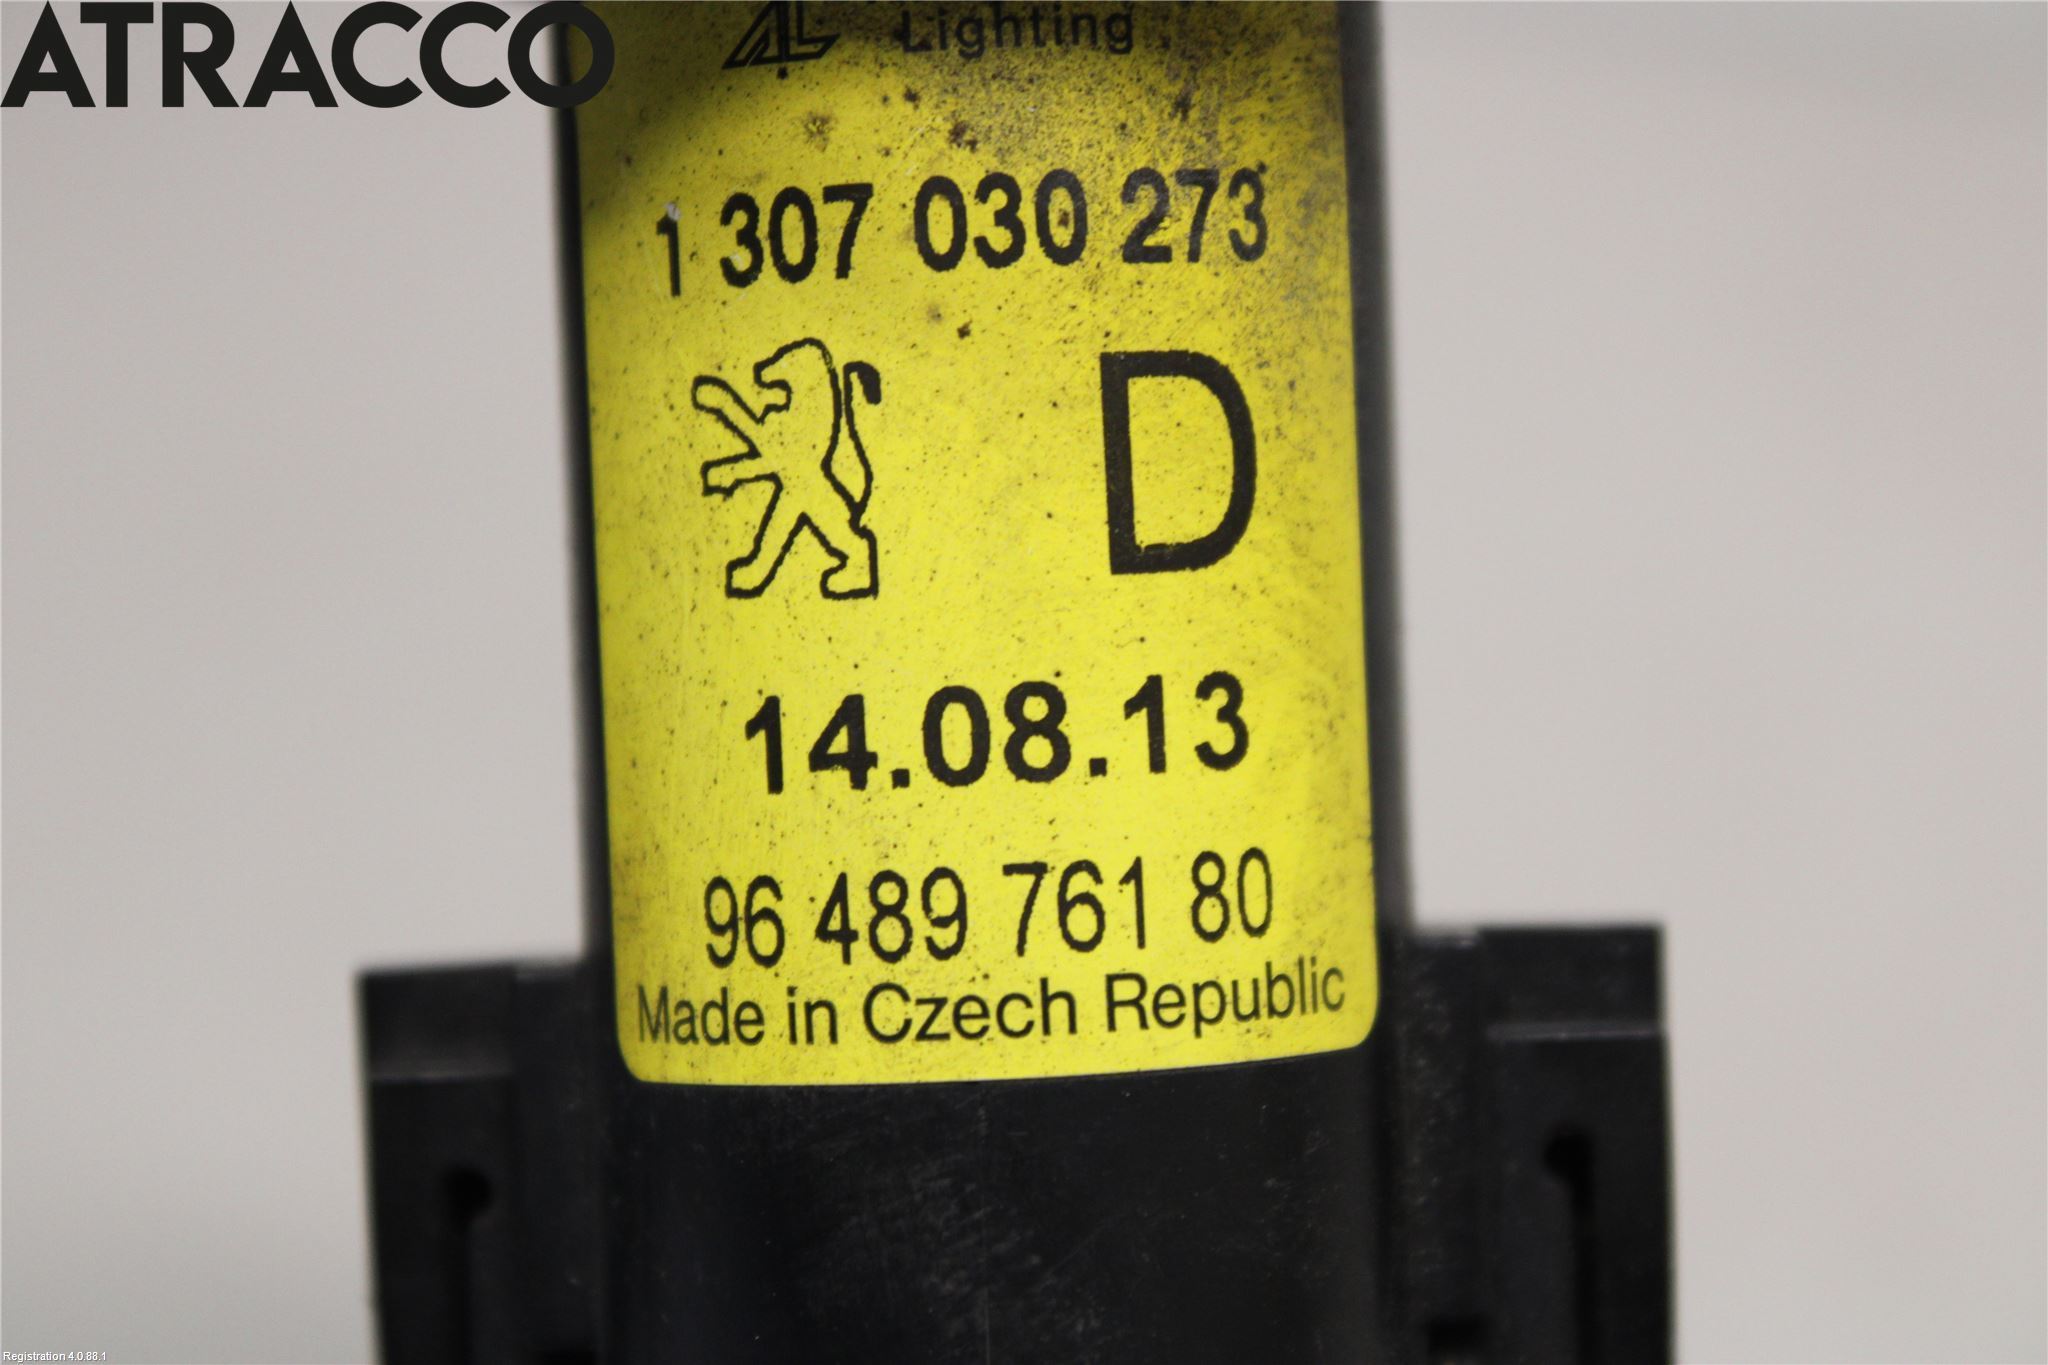 ATRACCO
AL Lighting
1 307 030 273
D
14.08.13
96 489 761 80
Made in Czech Republic
Registration 4.0.88.1